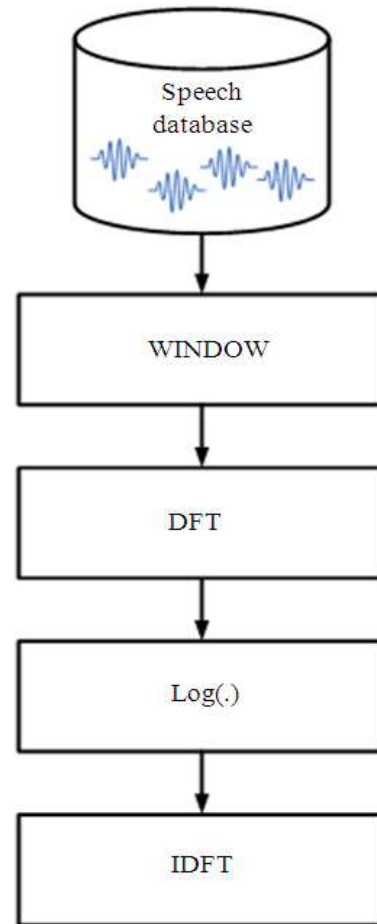 Speech
database
WINDOW
DFT
Log(.)
IDFT